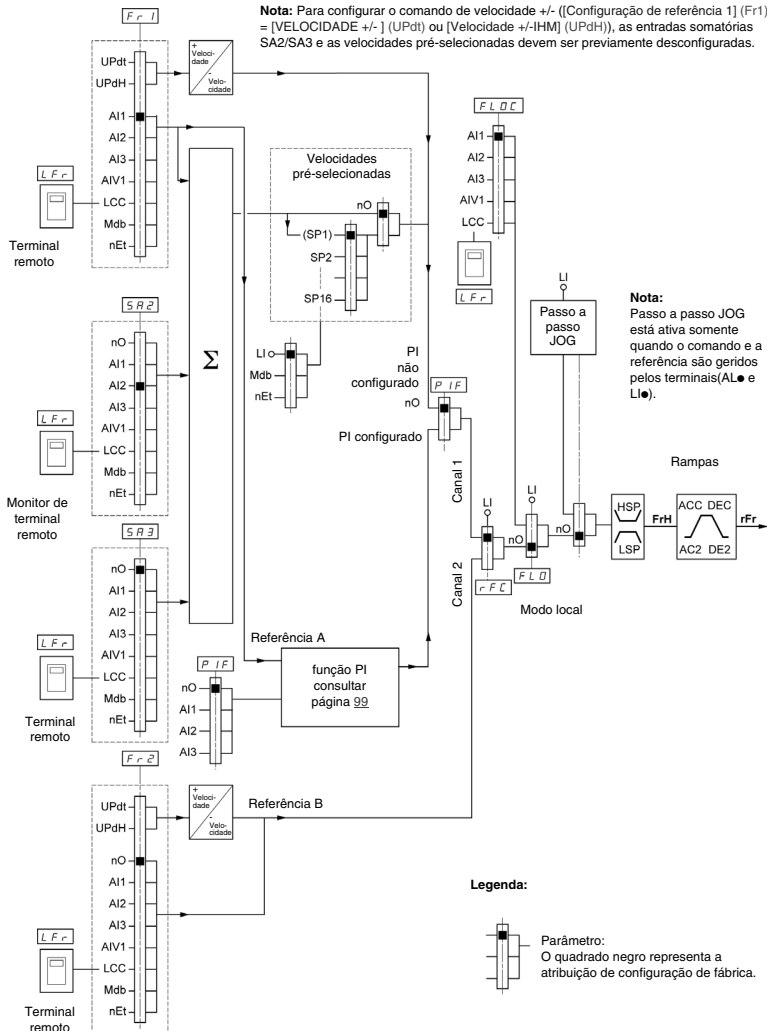 Nota: Para configurar o comando de velocidade +/- ([Configuração de referência 1] (Fr1)
= [VELOCIDADE +/- ] (UPdt) ou [Velocidade +/-IHM] (UPdH)), as entradas somatórias
SA2/SA3 e as velocidades pré-selecionadas devem ser previamente desconfiguradas.
Fr1
UPdt
UPdH
AI1
AI2
AI3
AIV1
LCC
Mdb
nEt
LFr
Terminal
remoto
+
Veloci-
dade
-
Velo-
cidade
SA2
nO
AI1
AI2
AI3
AIV1
LCC
Mdb
nEt
LFr
Monitor de
terminal
remoto
SA3
nO
AI1
AI2
AI3
AIV1
LCC
Mdb
nEt
LFr
Terminal
remoto
Σ
Velocidades
pré-selecionadas
nO
(SP1)
SP2
SP16
LI
Mdb
nEt
PI
não
configurado
nO
PIF
PI configurado
Canal 1
Canal 2
LI
rFC
nO
FLOC
AI1
AI2
AI3
AIV1
LCC
LFr
LI
FLO
nO
Modo local
LI
Passo a
passo
JOG
Nota:
Passo a passo JOG
está ativa somente
quando o comando e a
referência são geridos
pelos terminais(AL● e
LI●).
Rampas
HSP
LSP
FrH
ACC DEC
AC2 DE2
rFr
Referência A
PIF
nO
AI1
AI2
AI3
função PI
consultar
página 99
Fr2
UPdt
UPdH
nO
AI1
AI2
AI3
AIV1
LCC
Mdb
nEt
LFr
Terminal
remoto
+
Veloci-
dade
-
Velo-
cidade
Referência B
Legenda:
Parâmetro:
O quadrado negro representa a
atribuição de configuração de fábrica.